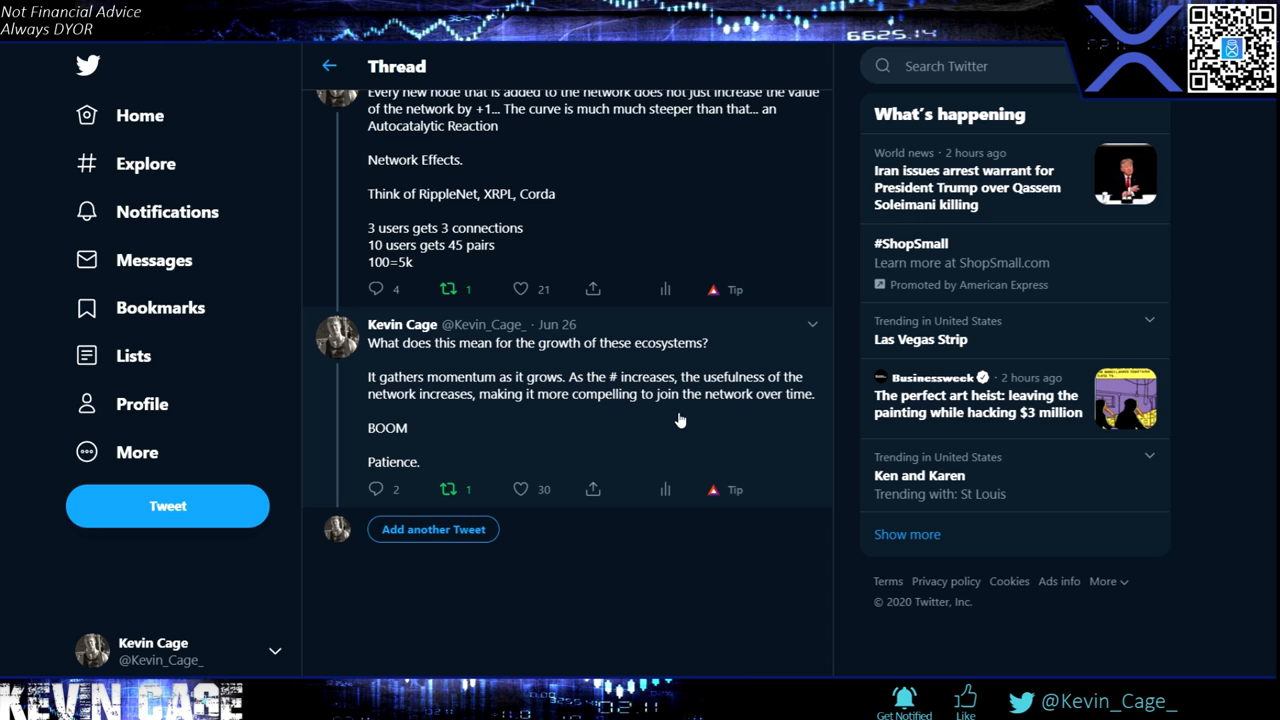 Not Financial Advice
Always DYOR
6625.14
Home
Explore
Notifications
Messages
Bookmarks
Lists
Profile
More
Tweet
Kevin Cage
@Kevin_Cage_
Thread
Every new node that is added to the network does not just increase the value
of the network by +1... The curve is much much steeper than that... an
Autocatalytic Reaction
Network Effects.
Think of RippleNet, XRPL, Corda
3 users gets 3 connections
10 users gets 45 pairs
100=5k
4 1 21 Tip
Kevin Cage @Kevin_Cage_ · Jun 26
What does this mean for the growth of these ecosystems?
It gathers momentum as it grows. As the # increases, the usefulness of the
network increases, making it more compelling to join the network over time.
BOOM
Patience.
2 1 30 Tip
Add another Tweet
Search Twitter
What's happening
World news · 2 hours ago
Iran issues arrest warrant for
President Trump over Qassem
Soleimani killing
#ShopSmall
Learn more at ShopSmall.com
Promoted by American Express
Trending in United States
Las Vegas Strip
Businessweek · 2 hours ago
The perfect art heist: leaving the
painting while hacking $3 million
Trending in United States
Ken and Karen
Trending with: St Louis
Show more
Terms Privacy policy Cookies Ads info More
© 2020 Twitter, Inc.
KEVIN CAGE
Get Notified
Like
@Kevin_Cage_